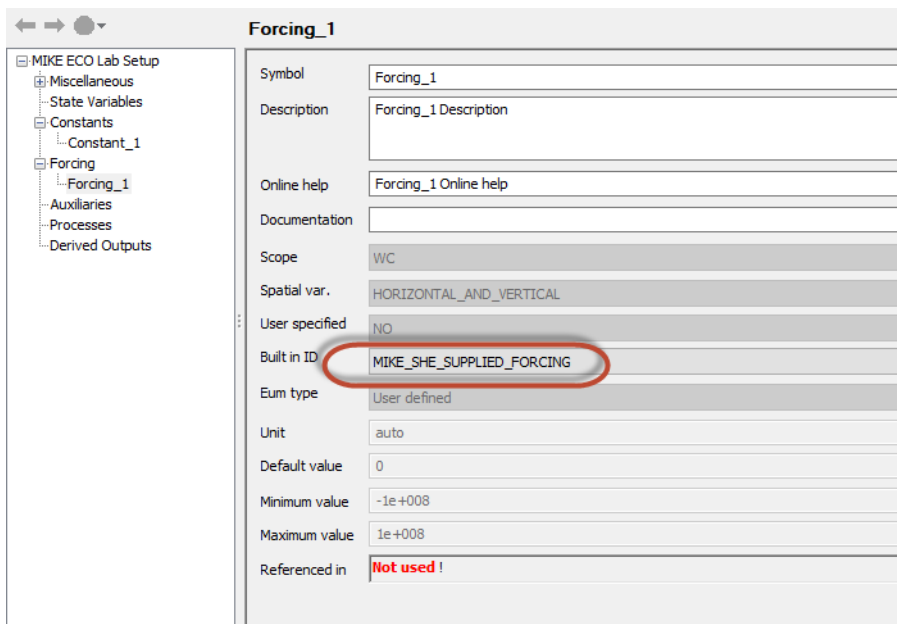 Forcing_1
MIKE ECO Lab Setup
Miscellaneous
State Variables
Constants
Constant_1
Forcing
Forcing_1
Auxiliaries
Processes
Derived Outputs
Symbol Forcing_1
Description Forcing_1 Description
Online help Forcing_1 Online help
Documentation
Scope WC
Spatial var. HORIZONTAL_AND_VERTICAL
User specified NO
Built in ID MIKE_SHE_SUPPLIED_FORCING
Eum type User defined
Unit auto
Default value 0
Minimum value -1e+008
Maximum value 1e+008
Referenced in Not used !